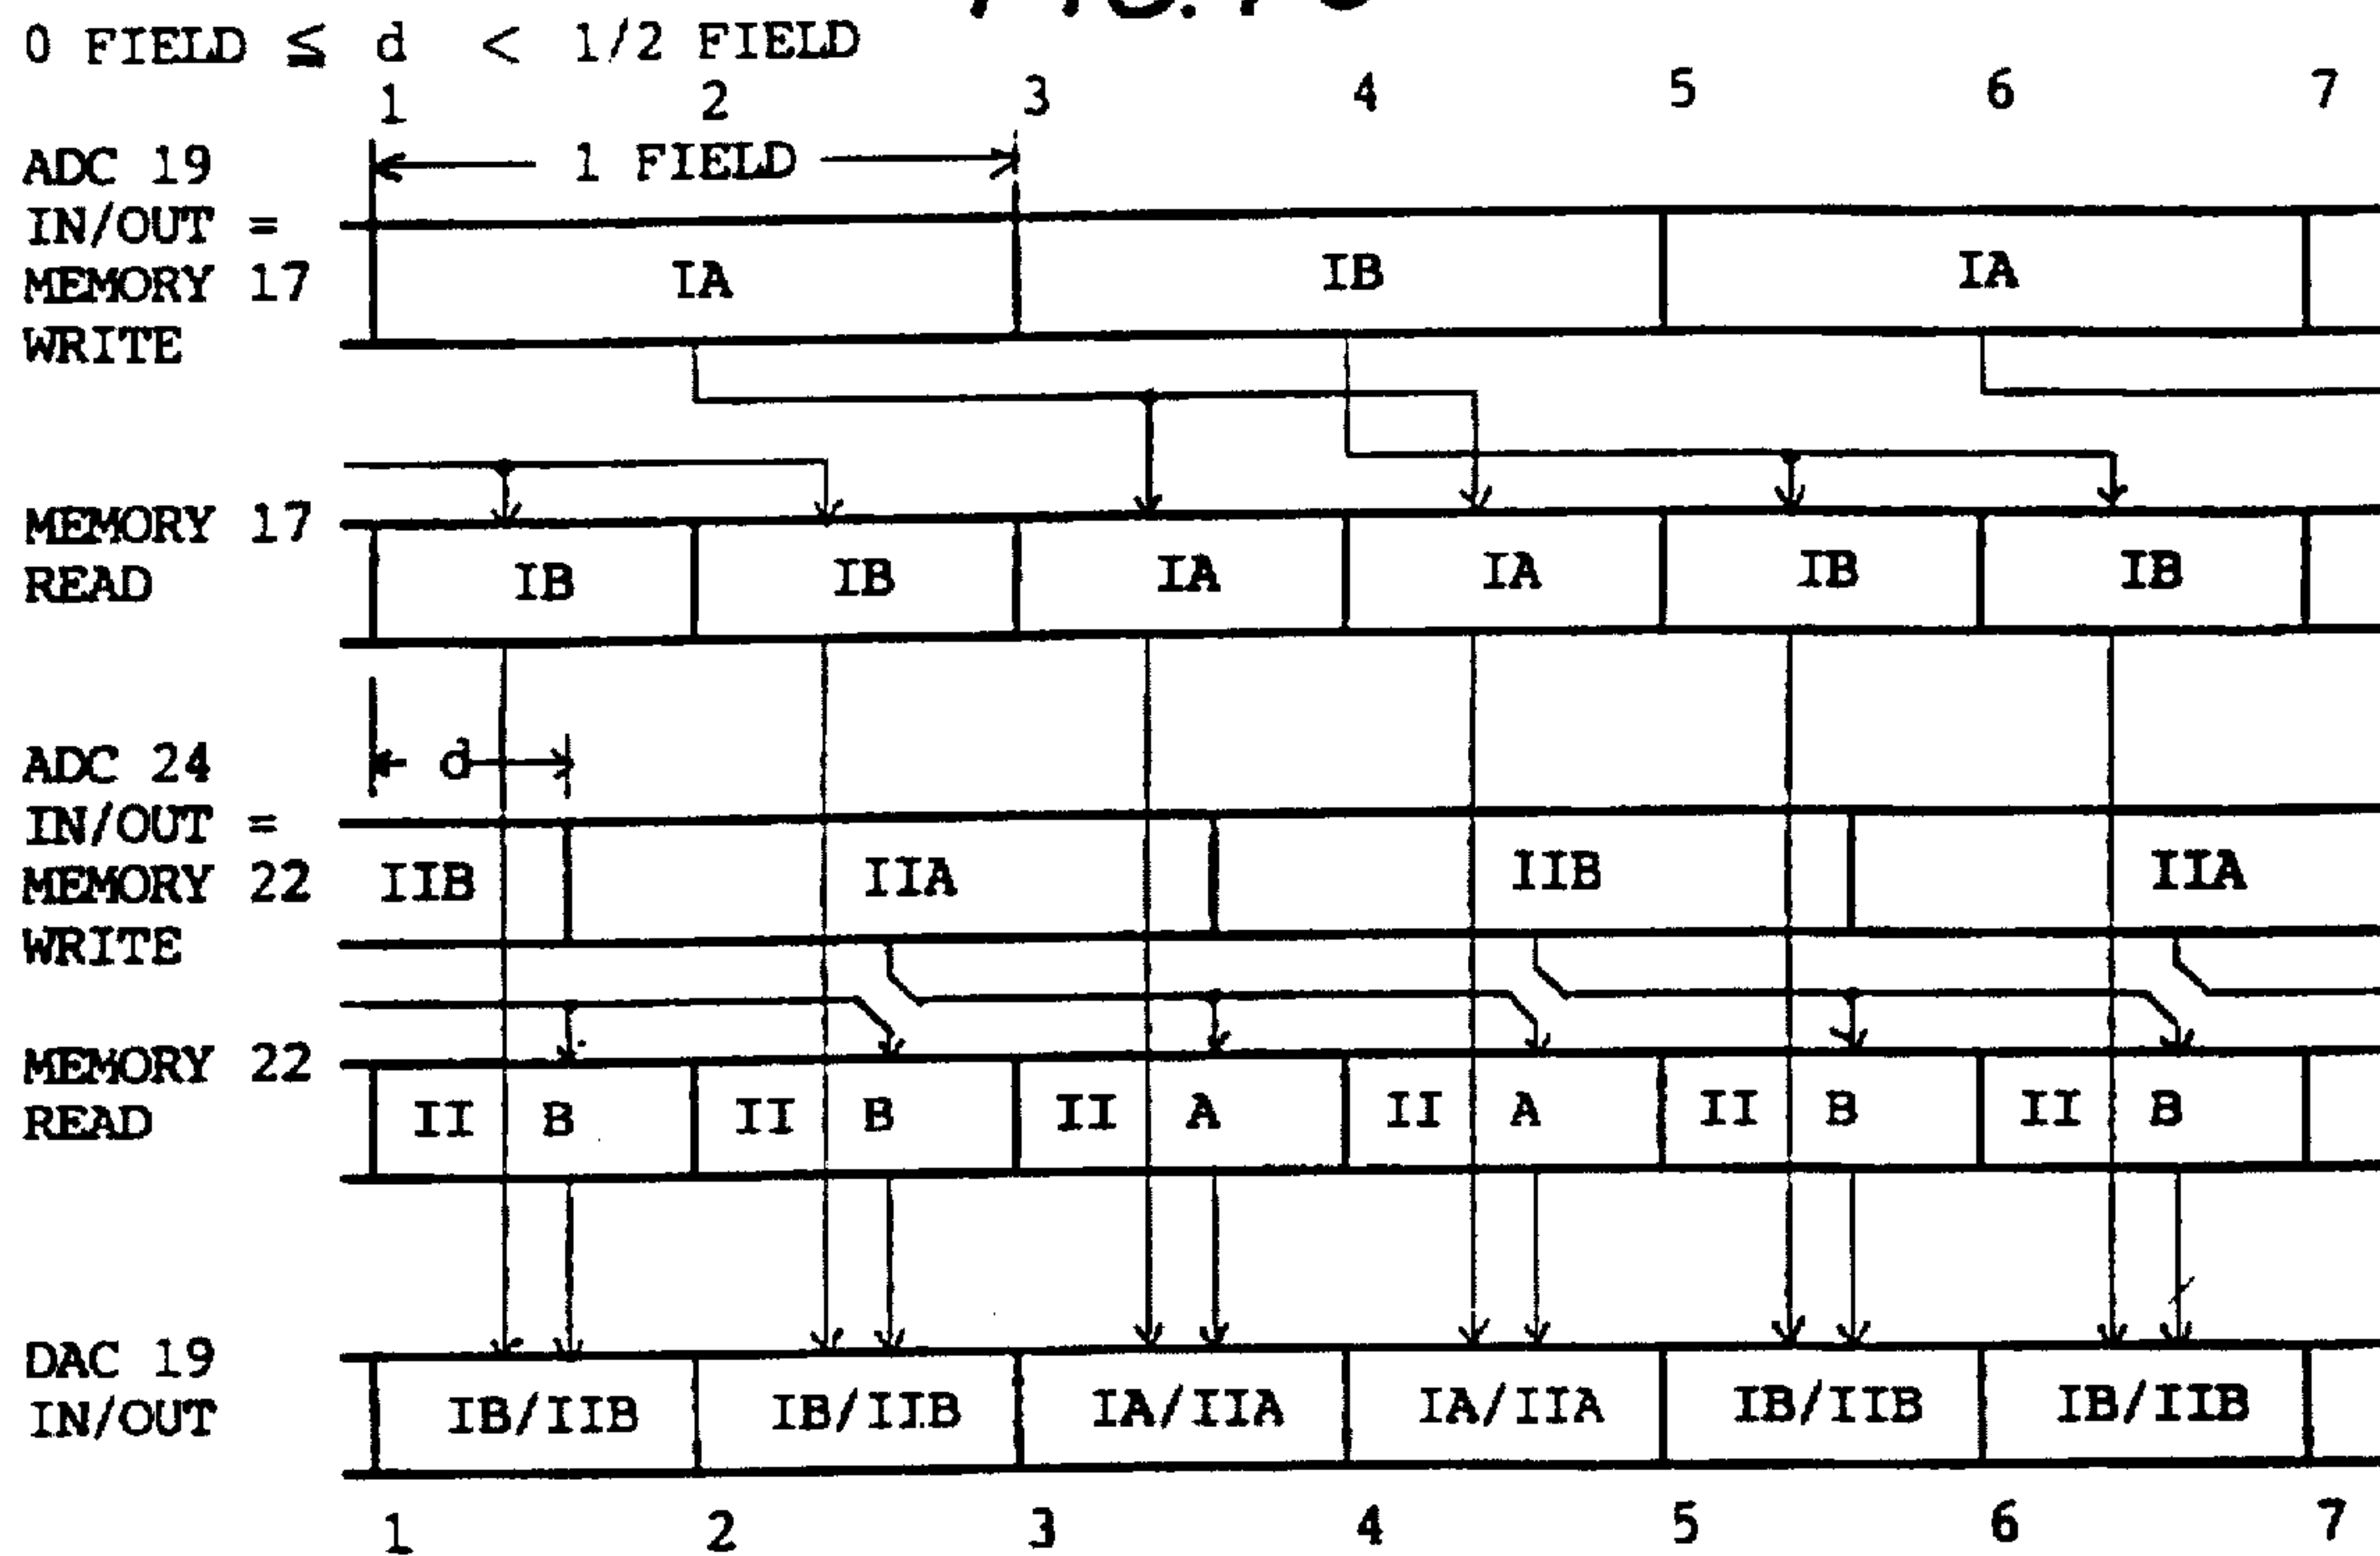 0 FIELD ≦ d < 1/2 FIELD
1 2 3 4 5 6 7
1 FIELD
ADC 19
IN/OUT =
MEMORY 17
WRITE
IA IB IA
MEMORY 17
READ
IB IB IA IA IB IB
d
ADC 24
IN/OUT =
MEMORY 22
WRITE
IIB IIA IIB IIA
MEMORY 22
READ
II B II B II A II A II B II B
DAC 19
IN/OUT
IB/IIB IB/IIB IA/IIA IA/IIA IB/IIB IB/IIB
1 2 3 4 5 6 7